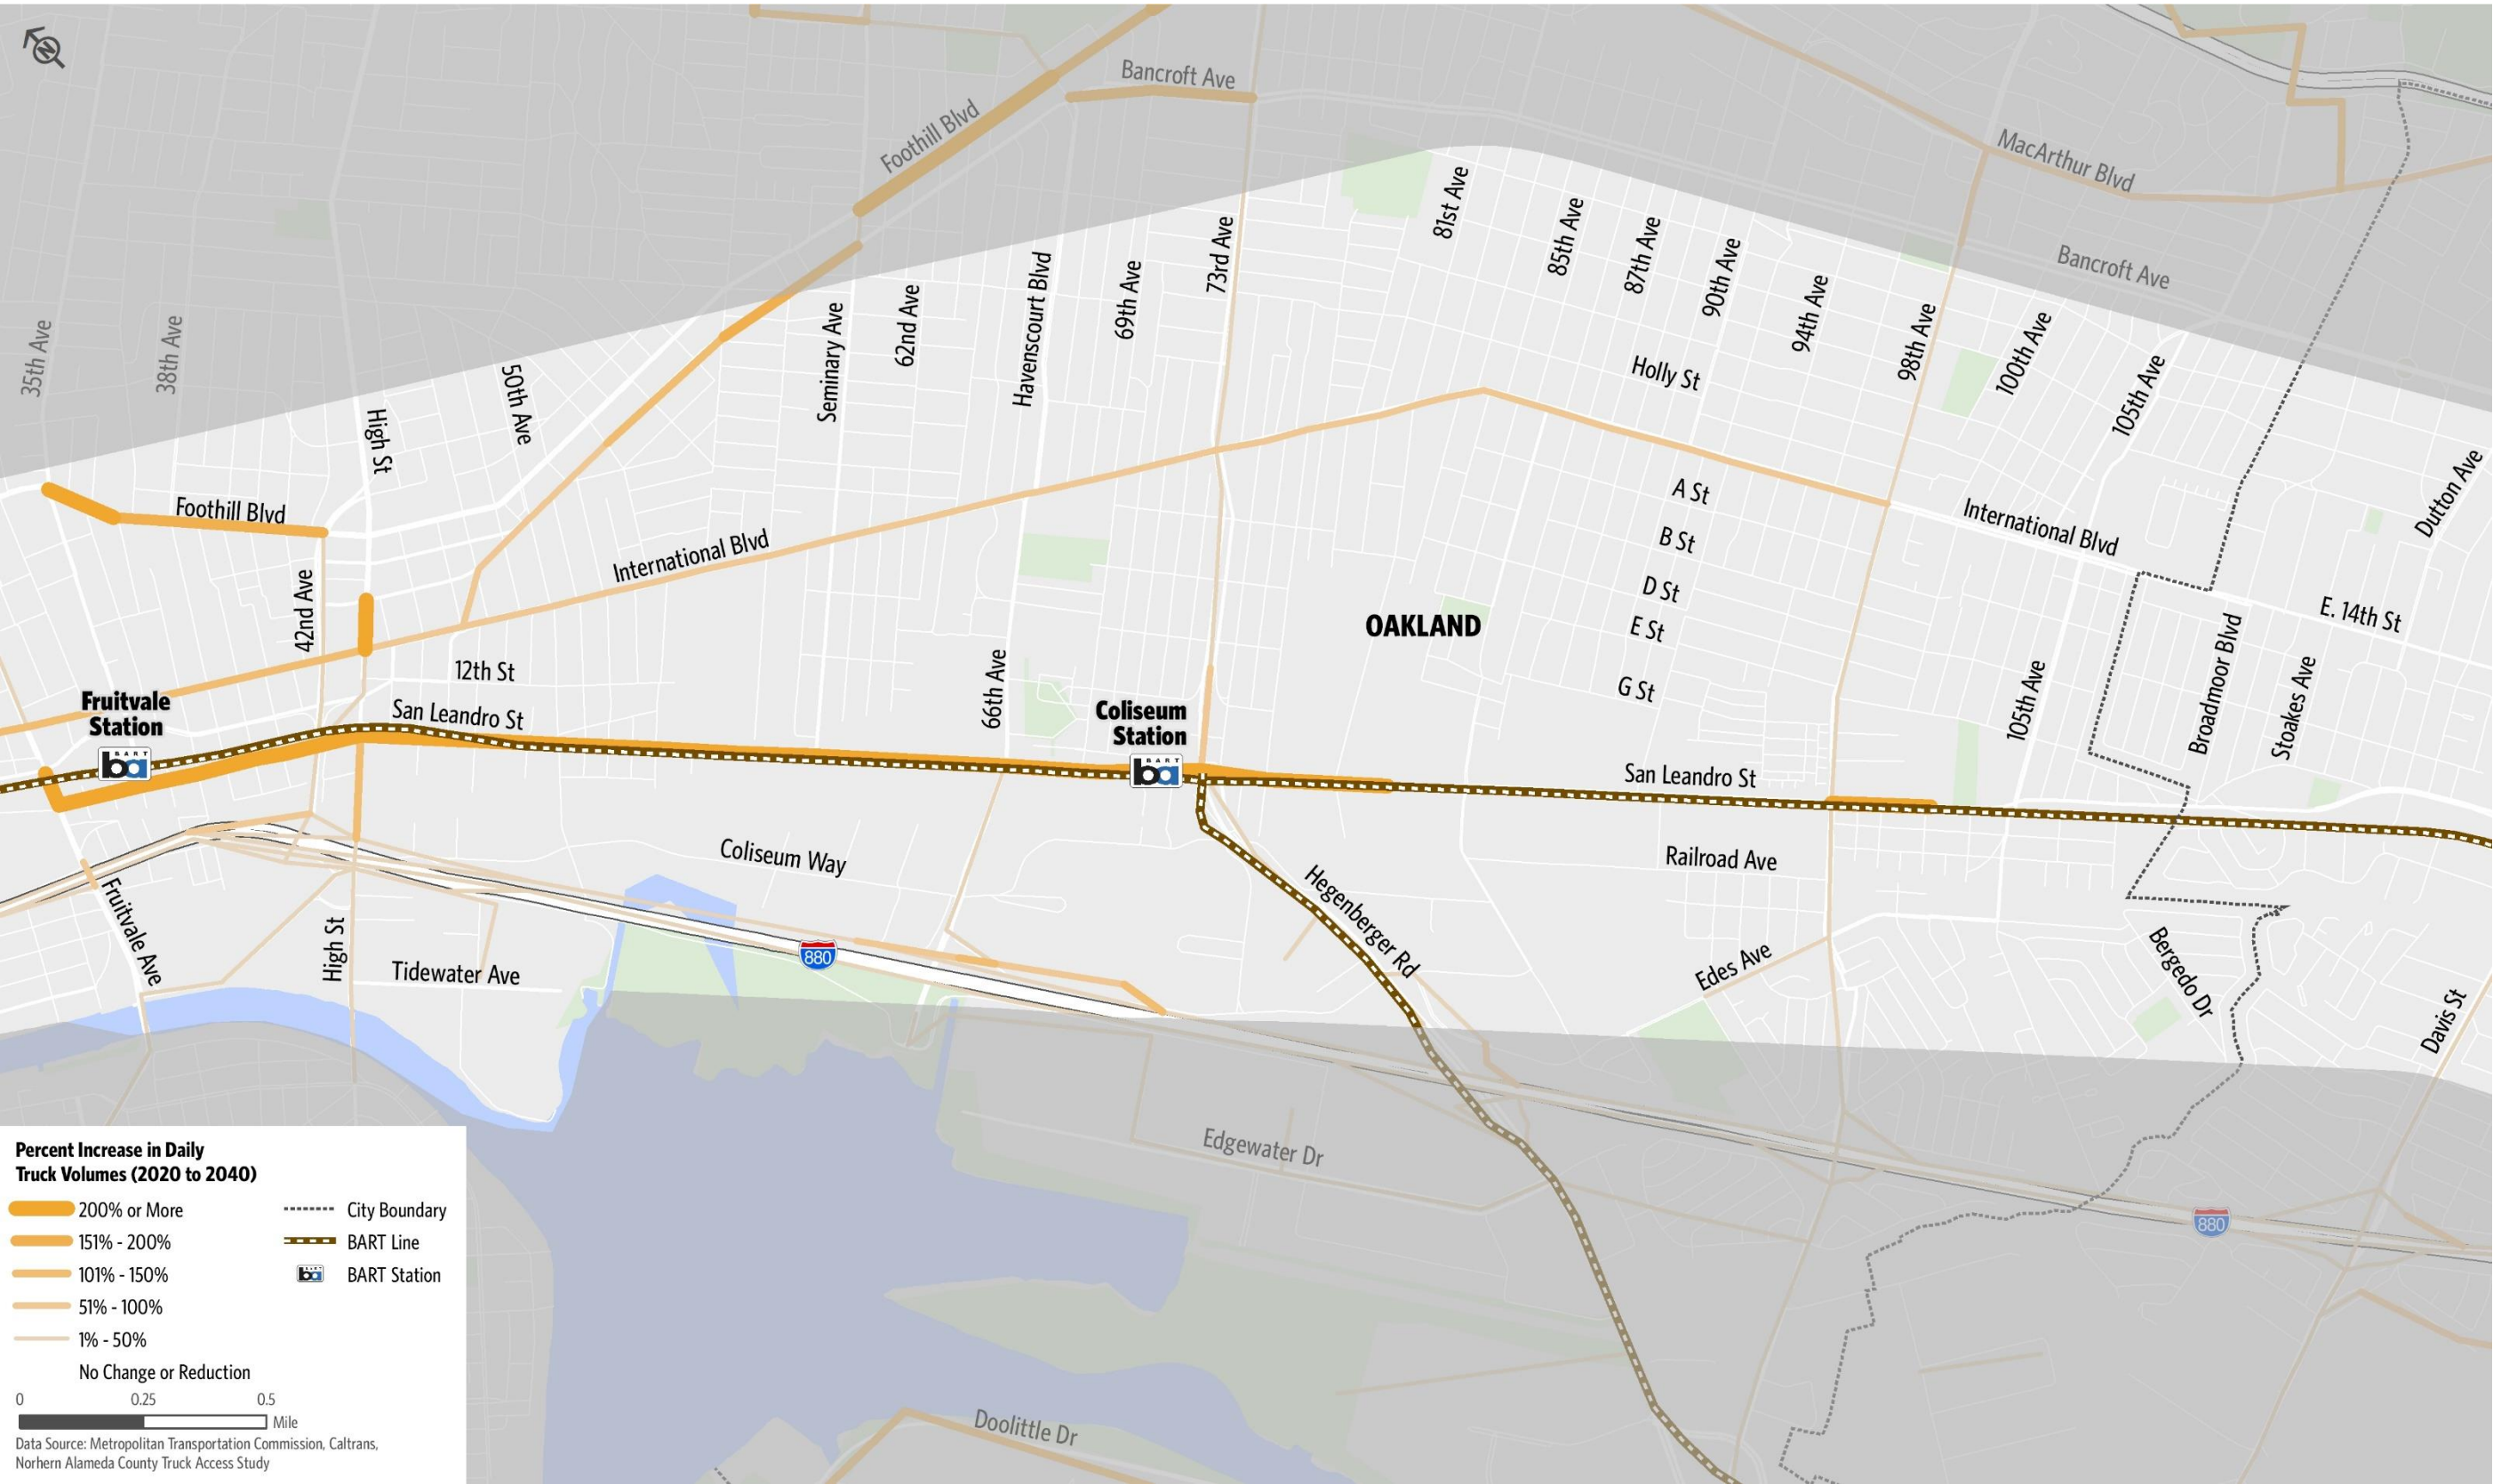 N
Bancroft Ave
Foothill Blvd
MacArthur Blvd
Bancroft Ave
35th Ave
38th Ave
High St
50th Ave
Seminary Ave
62nd Ave
Havenscourt Blvd
69th Ave
73rd Ave
81st Ave
85th Ave
87th Ave
90th Ave
94th Ave
98th Ave
100th Ave
105th Ave
Dutton Ave
Holly St
Foothill Blvd
42nd Ave
International Blvd
A St
B St
D St
E St
G St
International Blvd
E. 14th St
OAKLAND
12th St
San Leandro St
66th Ave
Fruitvale
Station
BART
ba
Coliseum
Station
BART
ba
San Leandro St
105th Ave
Broadmoor Blvd
Stoakes Ave
Railroad Ave
Coliseum Way
Hegenberger Rd
Fruitvale Ave
High St
Tidewater Ave
880
Edes Ave
Bergedo Dr
Davis St
Edgewater Dr
880
Doolittle Dr
Percent Increase in Daily
Truck Volumes (2020 to 2040)
200% or More
151% - 200%
101% - 150%
51% - 100%
1% - 50%
No Change or Reduction
City Boundary
BART Line
ba
BART Station
0 0.25 0.5
Mile
Data Source: Metropolitan Transportation Commission, Caltrans,
Norhern Alameda County Truck Access Study